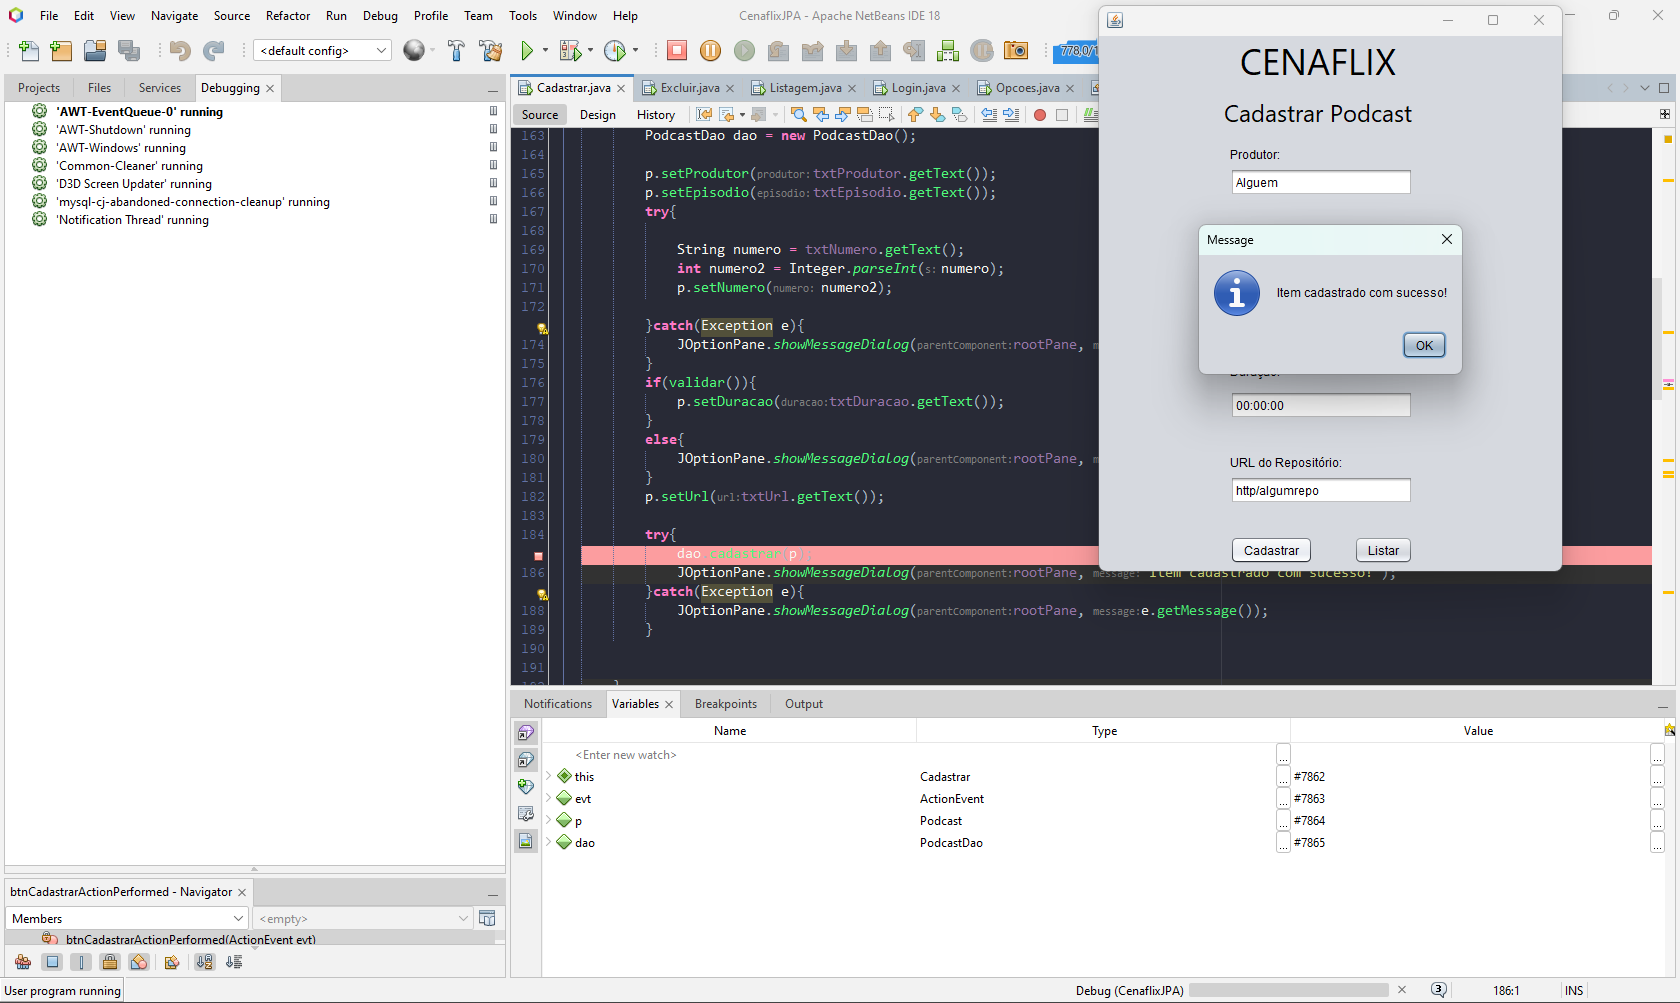 File Edit View Navigate Source Refactor Run Debug Profile Team Tools Window Help
CenaflixJPA - Apache NetBeans IDE 18
<default config>
778,0/1
Projects Files Services Debugging
'AWT-EventQueue-0' running
'AWT-Shutdown' running
'AWT-Windows' running
'Common-Cleaner' running
'D3D Screen Updater' running
'mysql-cj-abandoned-connection-cleanup' running
'Notification Thread' running
Cadastrar.java Excluir.java Listagem.java Login.java Opcoes.java
Source Design History
163 PodcastDao dao = new PodcastDao();
164
165 p.setProdutor(produtor: txtProdutor.getText());
166 p.setEpisodio(episodio: txtEpisodio.getText());
167 try{
168
169 String numero = txtNumero.getText();
170 int numero2 = Integer.parseInt(s: numero);
171 p.setNumero(numero: numero2);
172
}catch(Exception e){
174 JOptionPane.showMessageDialog(parentComponent:rootPane, m
175 }
176 if(validar()){
177 p.setDuracao(duracao:txtDuracao.getText());
178 }
179 else{
180 JOptionPane.showMessageDialog(parentComponent:rootPane, m
181 }
182 p.setUrl(url:txtUrl.getText());
183
184 try{
dao.cadastrar(p);
186 JOptionPane.showMessageDialog(parentComponent:rootPane, message: "Item cadastrado com sucesso!");
}catch(Exception e){
188 JOptionPane.showMessageDialog(parentComponent:rootPane, message:e.getMessage());
189 }
190
191
192 }
CENAFLIX
Cadastrar Podcast
Produtor:
Alguem
Message
Item cadastrado com sucesso!
OK
Duração:
00:00:00
URL do Repositório:
http/algumrepo
Cadastrar Listar
Notifications Variables Breakpoints Output
Name Type Value
<Enter new watch> ... ...
this Cadastrar ... #7862 ...
evt ActionEvent ... #7863 ...
p Podcast ... #7864 ...
dao PodcastDao ... #7865 ...
btnCadastrarActionPerformed - Navigator
Members <empty>
btnCadastrarActionPerformed(ActionEvent evt)
User program running
Debug (CenaflixJPA) 3 186:1 INS